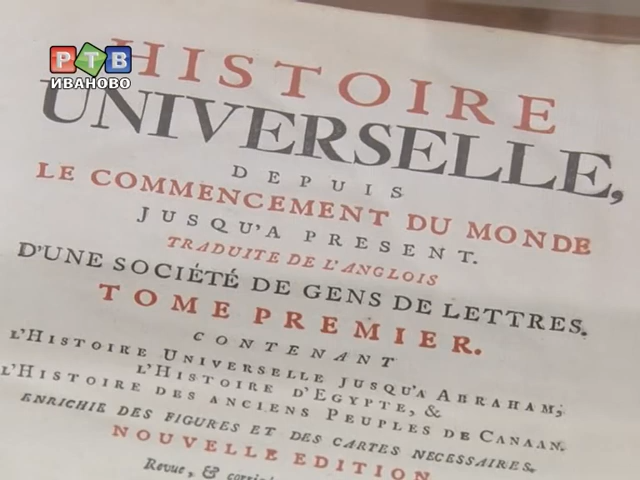 РТВ
ИВАНОВО
HISTOIRE
UNIVERSELLE,
DEPUIS
LE COMMENCEMENT DU MONDE
JUSQU'A PRESENT.
TRADUITE DE L'ANGLOIS
D'UNE SOCIÉTÉ DE GENS DE LETTRES.
TOME PREMIER.
CONTENANT
L'HISTOIRE UNIVERSELLE JUSQU'A ABRAHAM;
L'HISTOIRE D'EGYPTE, &
L'HISTOIRE DES ANCIENS PEUPLES DE CANAAN.
ENRICHIE DES FIGURES ET DES CARTES NECESSAIRES.
NOUVELLE EDITION
Revue, &